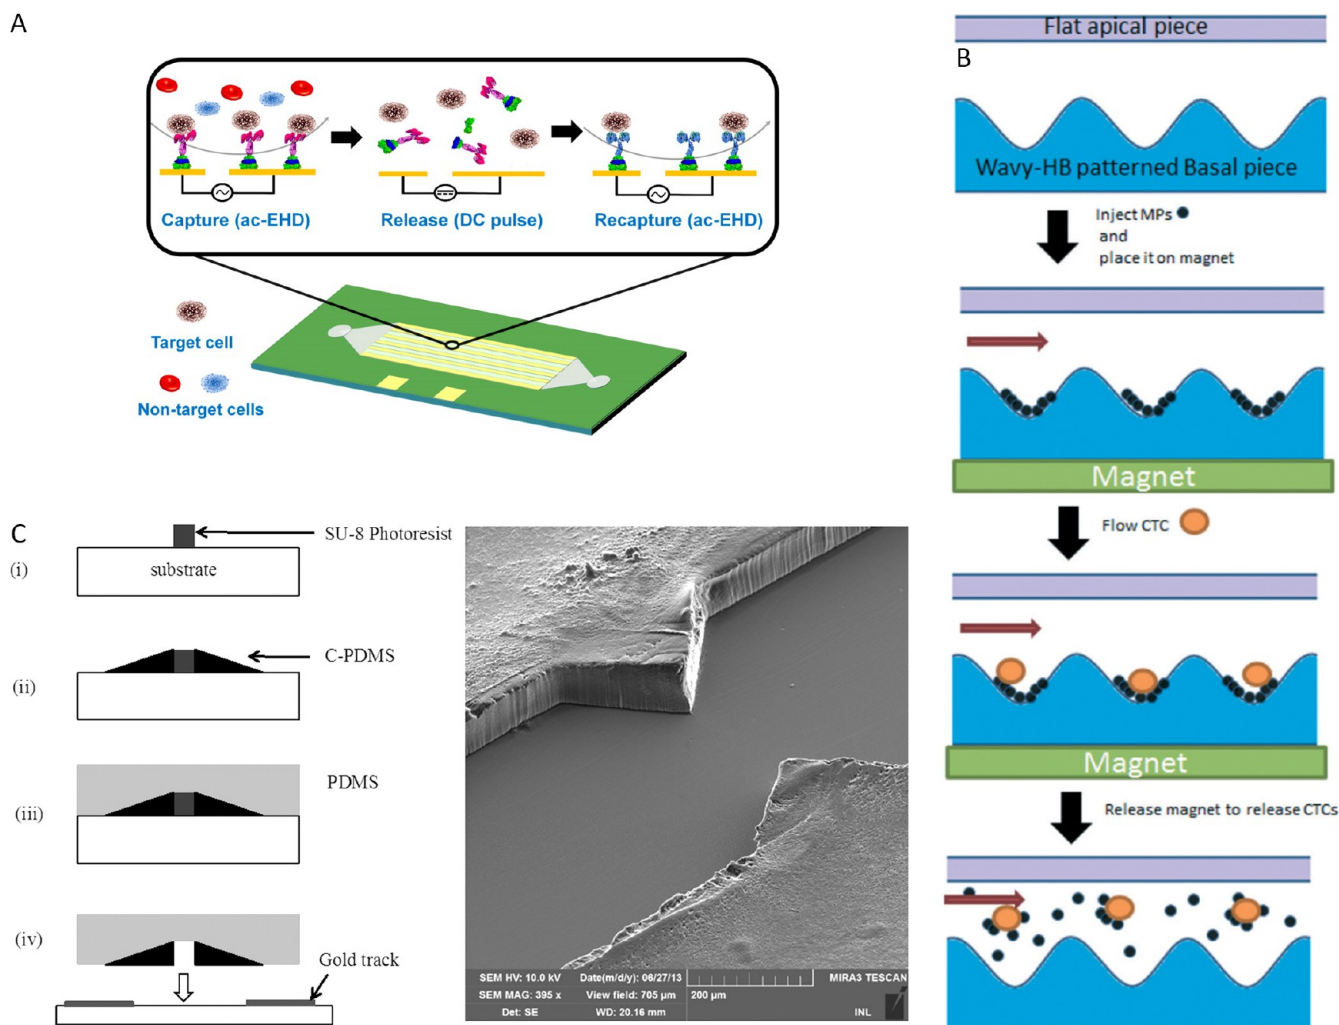 A
Capture (ac-EHD)
Release (DC pulse)
Recapture (ac-EHD)
Target cell
Non-target cells
B
Flat apical piece
Wavy-HB patterned Basal piece
Inject MPs
and
place it on magnet
Magnet
Flow CTC
Magnet
Release magnet to release CTCs
C
(i)
SU-8 Photoresist
substrate
(ii)
C-PDMS
(iii)
PDMS
(iv)
Gold track
SEM HV: 10.0 kV Date(m/d/y): 06/27/13 MIRA3 TESCAN
SEM MAG: 395 x View field: 705 µm 200 µm
Det: SE WD: 20.16 mm INL